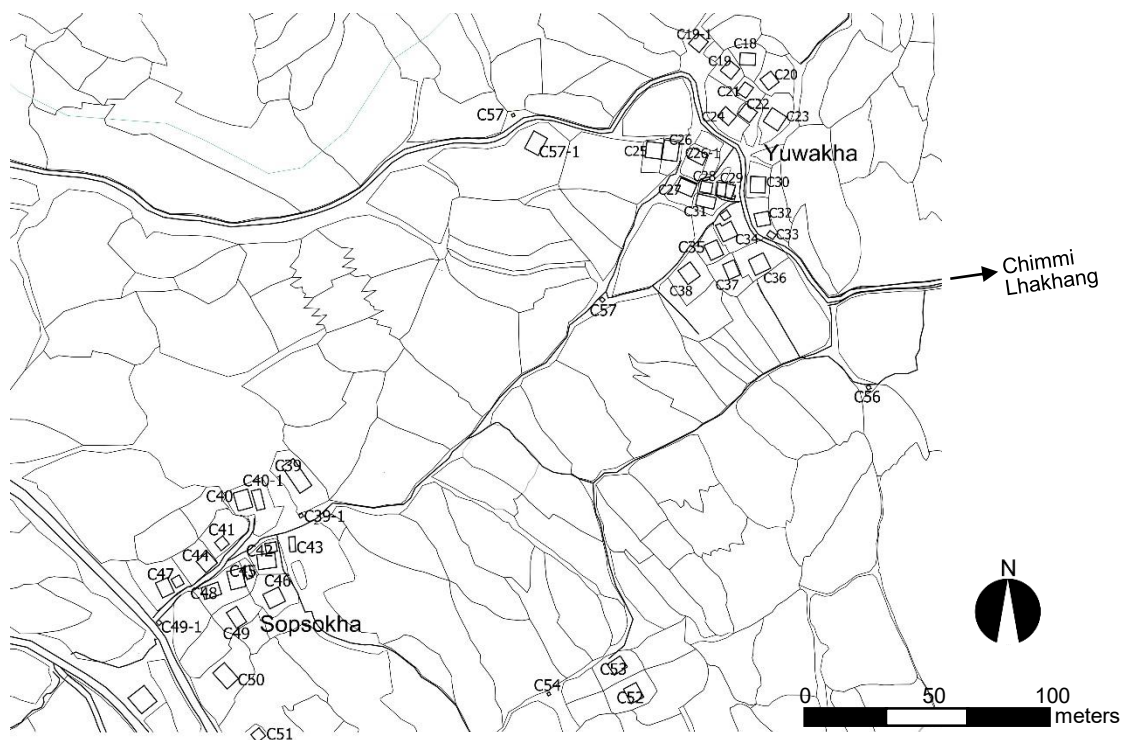 C19-1
C18
C19
C20
C21
C22
C24
C23
C57
C57-1
C25
C26
C26-1
Yuwakha
C27
C28
C29
C30
C31
C32
C33
C34
C35
C36
C37
C38
Chimmi
Lhakhang
C57
C56
C39
C40
C40-1
C39-1
C41
C42
C43
C44
C45
C46
C47
C48
C49-1
C49
Sopsokha
C50
C51
C53
C52
C54
N
0 50 100
meters